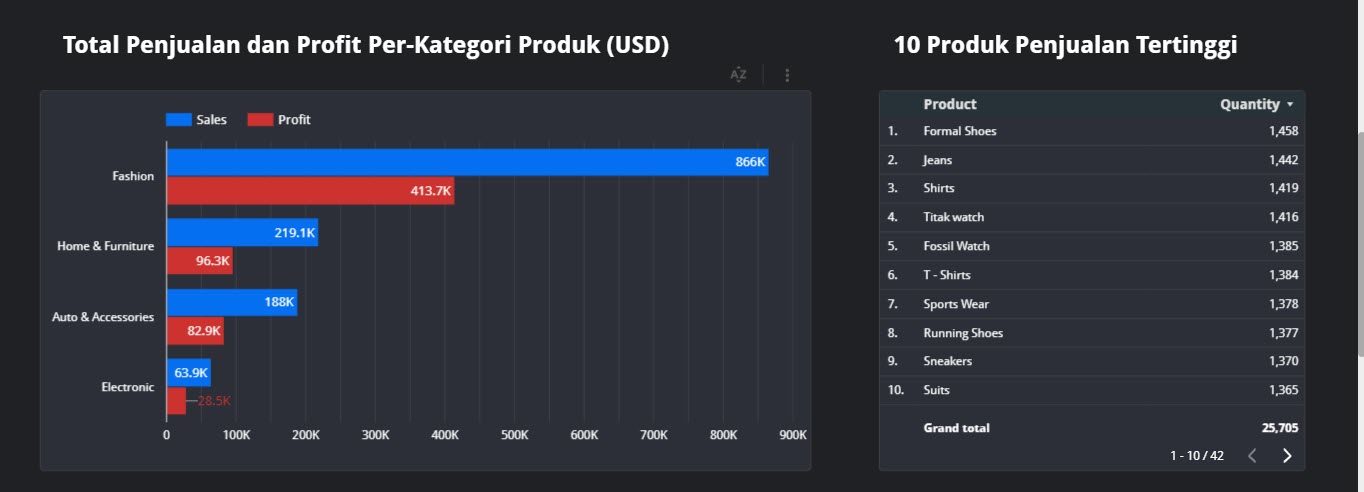 Total Penjualan dan Profit Per-Kategori Produk (USD)
AZ
Sales Profit
Fashion 866K
413.7K
Home & Furniture 219.1K
96.3K
Auto & Accessories 188K
82.9K
Electronic 63.9K
28.5K
0 100K 200K 300K 400K 500K 600K 700K 800K 900K
10 Produk Penjualan Tertinggi
Product Quantity
1. Formal Shoes 1,458
2. Jeans 1,442
3. Shirts 1,419
4. Titak watch 1,416
5. Fossil Watch 1,385
6. T - Shirts 1,384
7. Sports Wear 1,378
8. Running Shoes 1,377
9. Sneakers 1,370
10. Suits 1,365
Grand total 25,705
1 - 10 / 42